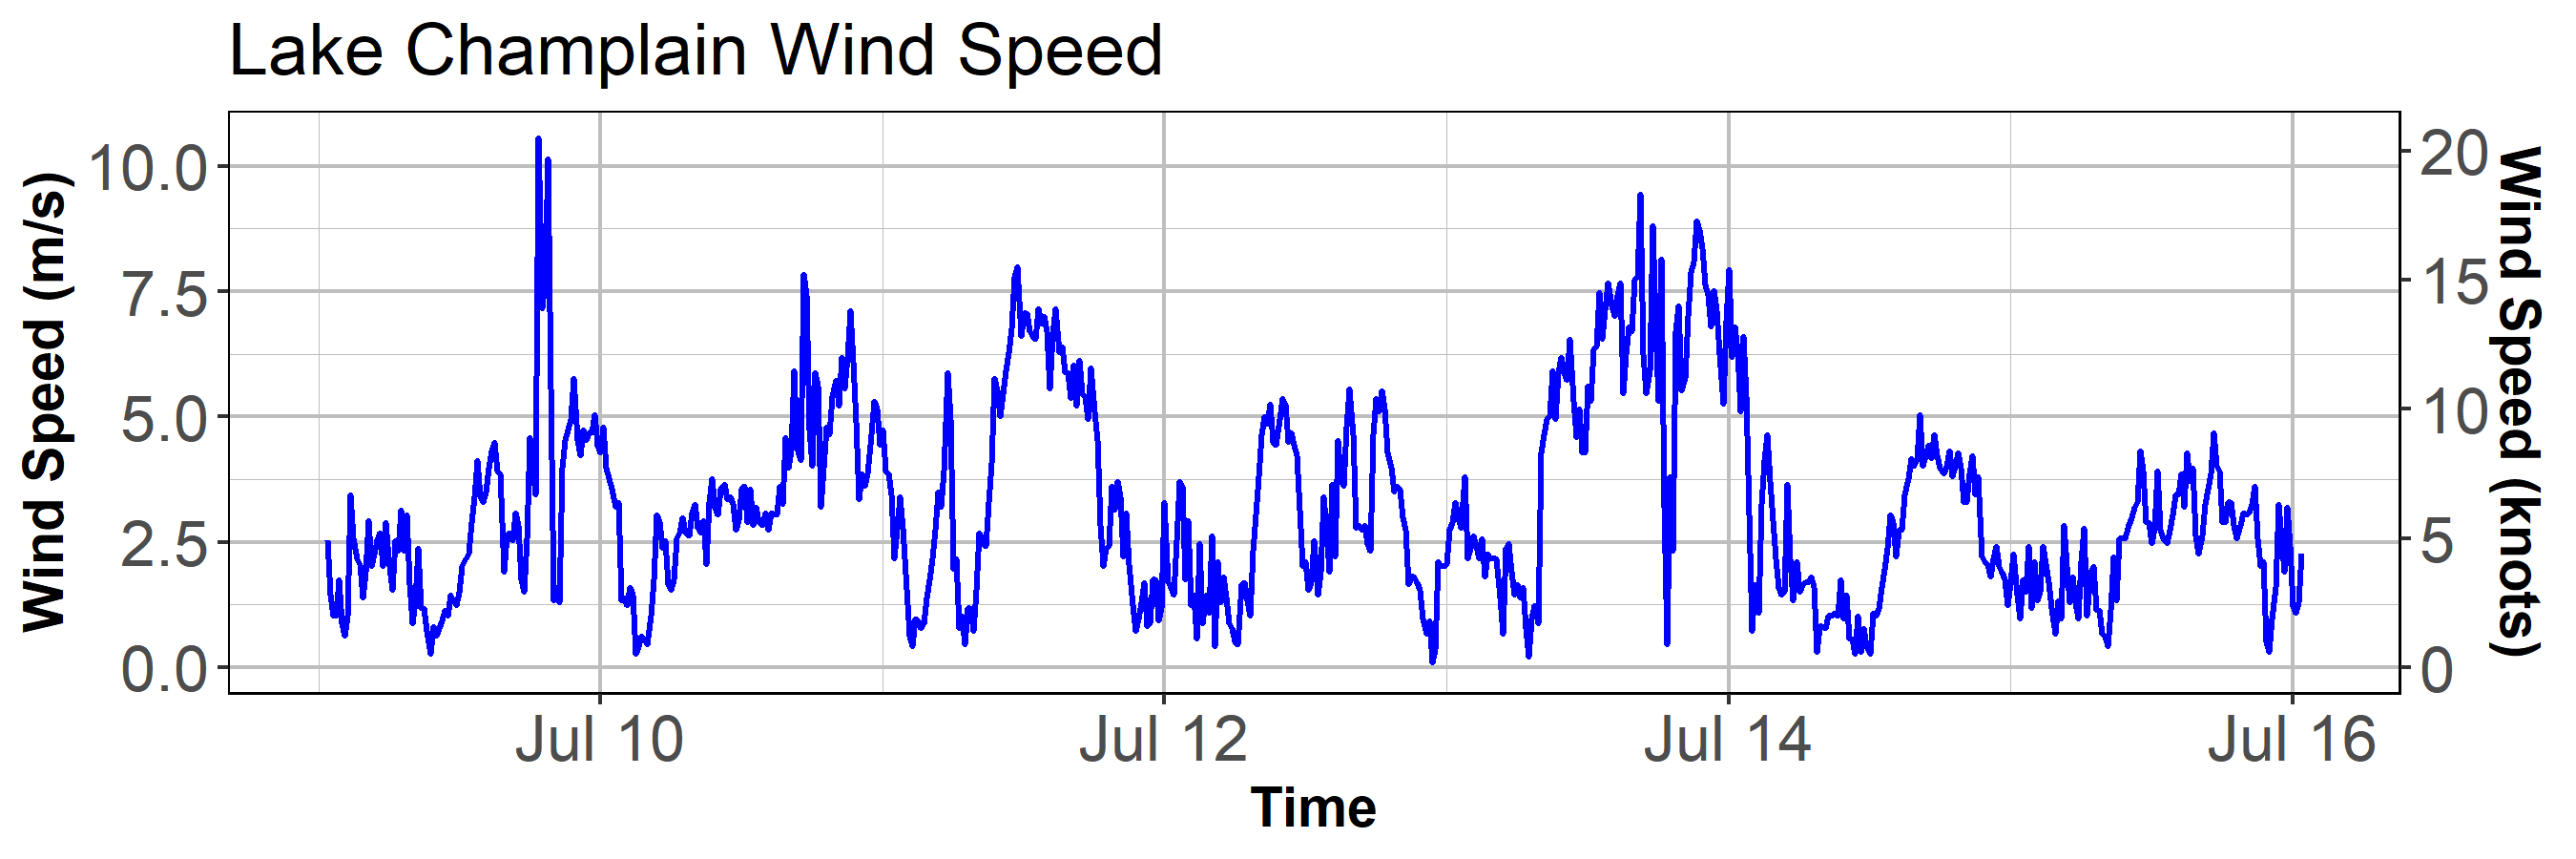 Lake Champlain Wind Speed
Wind Speed (m/s)
10.0
7.5
5.0
2.5
0.0
20
15
10
5
0
Wind Speed (knots)
Jul 10
Jul 12
Jul 14
Jul 16
Time